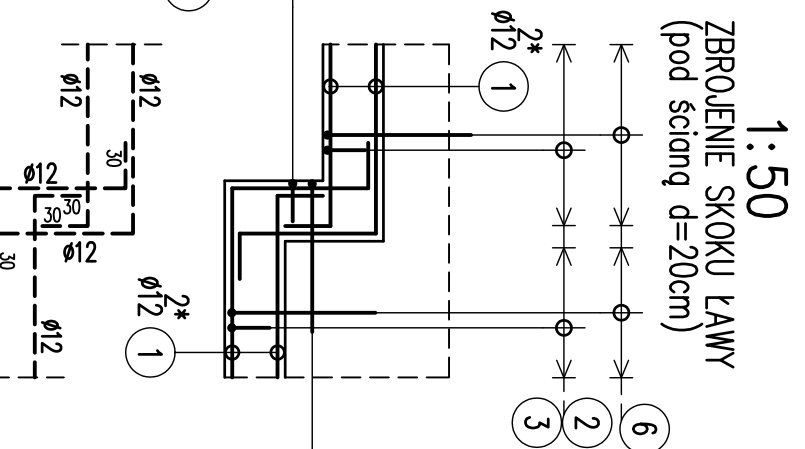 1:50
ZBROJENIE SKOKU ŁAWY
(pod ścianą d=20cm)
6
2
3
2*
ø12
1
2*
ø12
1
ø12
ø12
30
ø12
30
30
ø12
30
ø12